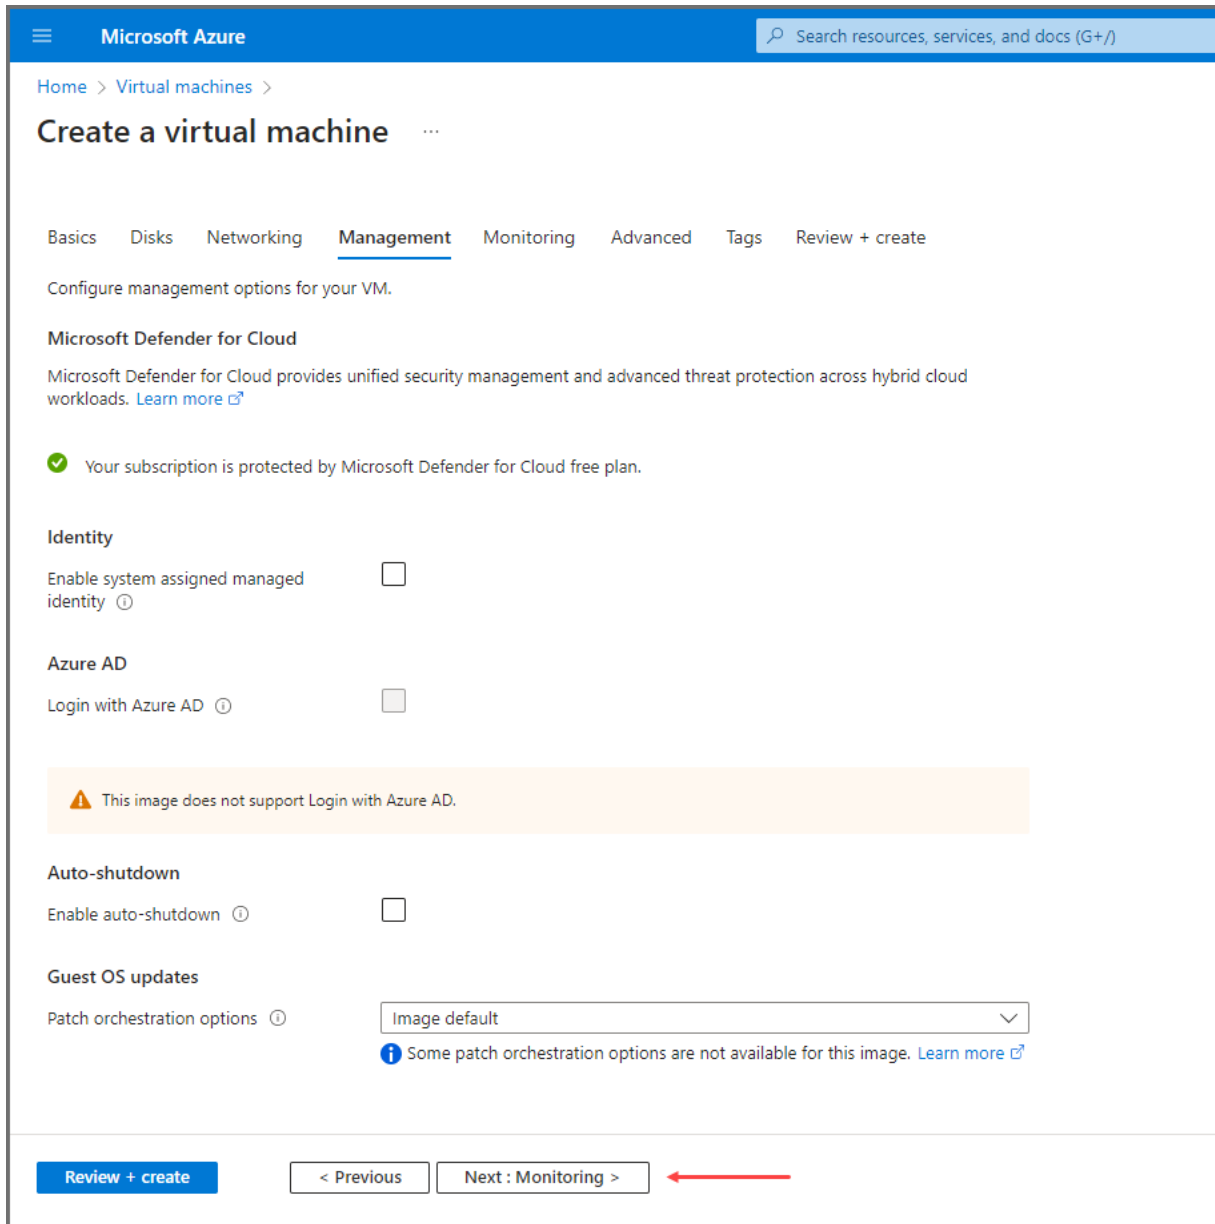 Microsoft Azure
Search resources, services, and docs (G+/)
Home > Virtual machines >
Create a virtual machine ...
Basics Disks Networking Management Monitoring Advanced Tags Review + create
Configure management options for your VM.
Microsoft Defender for Cloud
Microsoft Defender for Cloud provides unified security management and advanced threat protection across hybrid cloud
workloads. Learn more
Your subscription is protected by Microsoft Defender for Cloud free plan.
Identity
Enable system assigned managed
identity
Azure AD
Login with Azure AD
This image does not support Login with Azure AD.
Auto-shutdown
Enable auto-shutdown
Guest OS updates
Patch orchestration options
Image default
Some patch orchestration options are not available for this image. Learn more
Review + create
< Previous
Next : Monitoring >